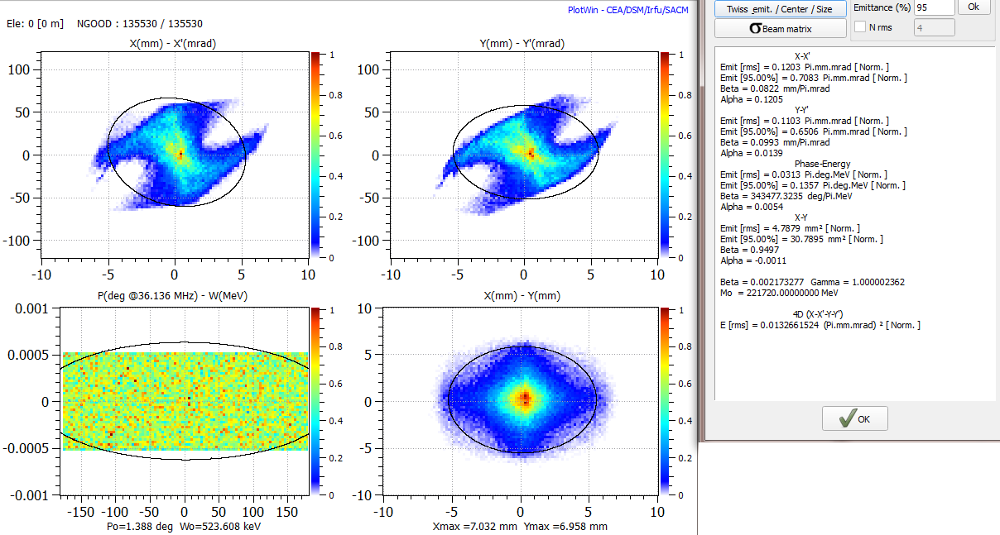 PlotWin - CEA/DSM/Irfu/SACM
Ele: 0 [0 m] NGOOD : 135530 / 135530
X(mm) - X'(mrad)
100
50
0
-50
-100
-10 -5 0 5 10
1
0.8
0.6
0.4
0.2
0
Y(mm) - Y'(mrad)
100
50
0
-50
-100
-10 -5 0 5 10
1
0.8
0.6
0.4
0.2
0
P(deg @36.136 MHz) - W(MeV)
0.001
0.0005
0
-0.0005
-0.001
-150 -100 -50 0 50 100 150
1
0.8
0.6
0.4
0.2
0
Po=1.388 deg Wo=523.608 keV
X(mm) - Y(mm)
10
5
0
-5
-10
-10 -5 0 5 10
1
0.8
0.6
0.4
0.2
0
Xmax =7.032 mm Ymax =6.958 mm
Twiss_emit. / Center / Size
Emittance (%) 95 Ok
σ Beam matrix
N rms 4
X-X'
Emit [rms] = 0.1203 Pi.mm.mrad [ Norm. ]
Emit [95.00%] = 0.7083 Pi.mm.mrad [ Norm. ]
Beta = 0.0822 mm/Pi.mrad
Alpha = 0.1205
Y-Y'
Emit [rms] = 0.1103 Pi.mm.mrad [ Norm. ]
Emit [95.00%] = 0.6506 Pi.mm.mrad [ Norm. ]
Beta = 0.0993 mm/Pi.mrad
Alpha = 0.0139
Phase-Energy
Emit [rms] = 0.0313 Pi.deg.MeV [ Norm. ]
Emit [95.00%] = 0.1357 Pi.deg.MeV [ Norm. ]
Beta = 343477.3235 deg/Pi.MeV
Alpha = 0.0054
X-Y
Emit [rms] = 4.7879 mm² [ Norm. ]
Emit [95.00%] = 30.7895 mm² [ Norm. ]
Beta = 0.9497
Alpha = -0.0011
Beta = 0.002173277 Gamma = 1.000002362
Mo = 221720.00000000 MeV
4D (X-X'-Y-Y')
E [rms] = 0.0132661524 (Pi.mm.mrad) ² [ Norm. ]
OK